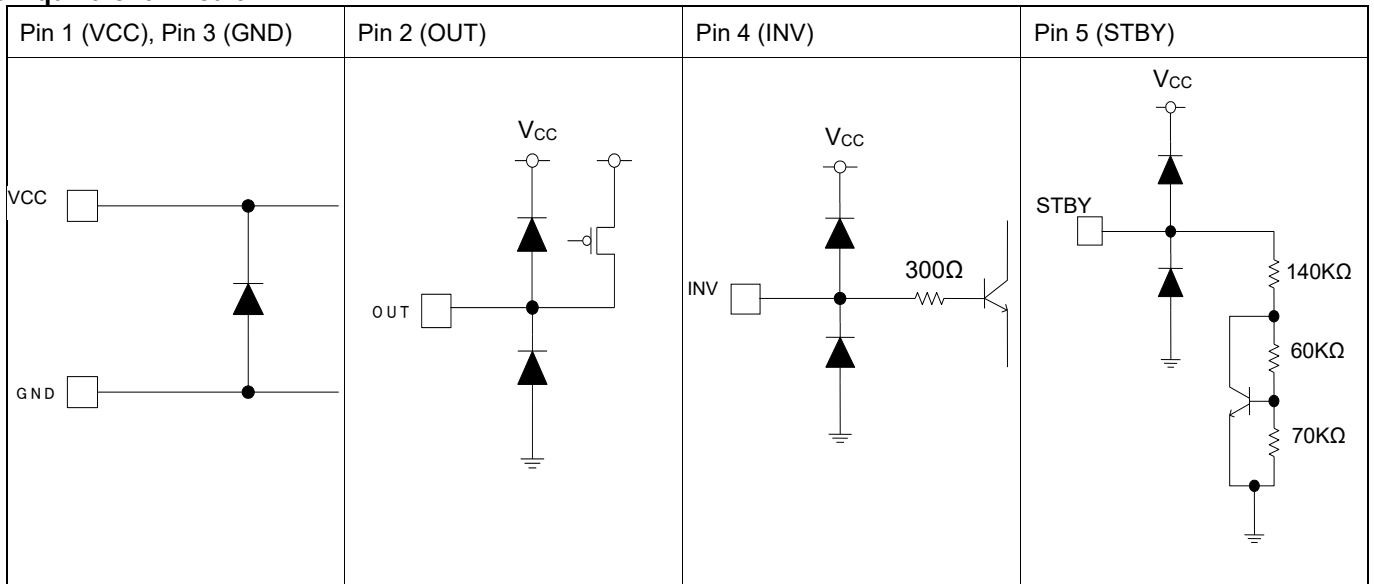 Pin 1 (VCC), Pin 3 (GND)
Pin 2 (OUT)
Pin 4 (INV)
Pin 5 (STBY)
VCC
GND
VCC
OUT
VCC
INV
300Ω
VCC
STBY
140KΩ
60KΩ
70KΩ